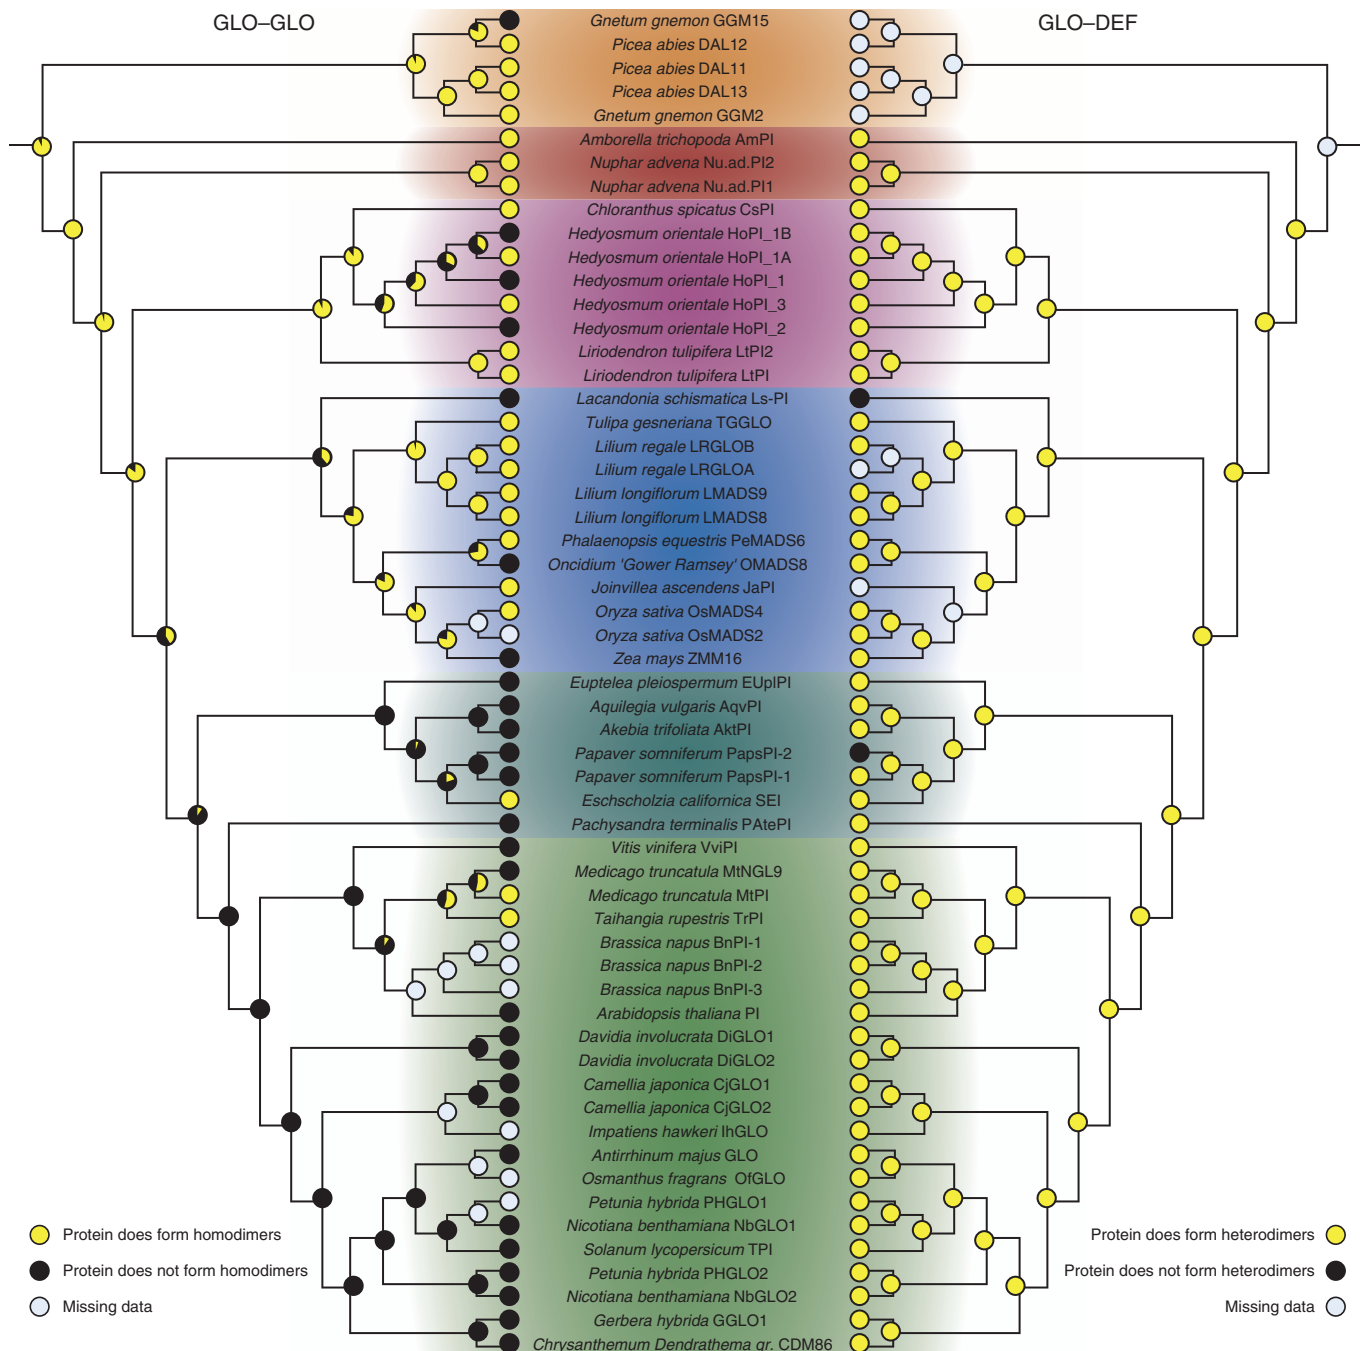 GLO–GLO
GLO–DEF
Gnetum gnemon GGM15
Picea abies DAL12
Picea abies DAL11
Picea abies DAL13
Gnetum gnemon GGM2
Amborella trichopoda AmPI
Nuphar advena Nu.ad.PI2
Nuphar advena Nu.ad.PI1
Chloranthus spicatus CsPI
Hedyosmum orientale HoPI_1B
Hedyosmum orientale HoPI_1A
Hedyosmum orientale HoPI_1
Hedyosmum orientale HoPI_3
Hedyosmum orientale HoPI_2
Liriodendron tulipifera LtPI2
Liriodendron tulipifera LtPI
Lacandonia schismatica Ls-PI
Tulipa gesneriana TGGLO
Lilium regale LRGLOB
Lilium regale LRGLOA
Lilium longiflorum LMADS9
Lilium longiflorum LMADS8
Phalaenopsis equestris PeMADS6
Oncidium 'Gower Ramsey' OMADS8
Joinvillea ascendens JaPI
Oryza sativa OsMADS4
Oryza sativa OsMADS2
Zea mays ZMM16
Euptelea pleiospermum EUplPI
Aquilegia vulgaris AqvPI
Akebia trifoliata AktPI
Papaver somniferum PapsPI-2
Papaver somniferum PapsPI-1
Eschscholzia californica SEI
Pachysandra terminalis PAtePI
Vitis vinifera VviPI
Medicago truncatula MtNGL9
Medicago truncatula MtPI
Taihangia rupestris TrPI
Brassica napus BnPI-1
Brassica napus BnPI-2
Brassica napus BnPI-3
Arabidopsis thaliana PI
Davidia involucrata DiGLO1
Davidia involucrata DiGLO2
Camellia japonica CjGLO1
Camellia japonica CjGLO2
Impatiens hawkeri IhGLO
Antirrhinum majus GLO
Osmanthus fragrans OfGLO
Petunia hybrida PHGLO1
Nicotiana benthamiana NbGLO1
Solanum lycopersicum TPI
Petunia hybrida PHGLO2
Nicotiana benthamiana NbGLO2
Gerbera hybrida GGLO1
Chrysanthemum Dendrathema gr. CDM86
Protein does form homodimers
Protein does not form homodimers
Missing data
Protein does form heterodimers
Protein does not form heterodimers
Missing data